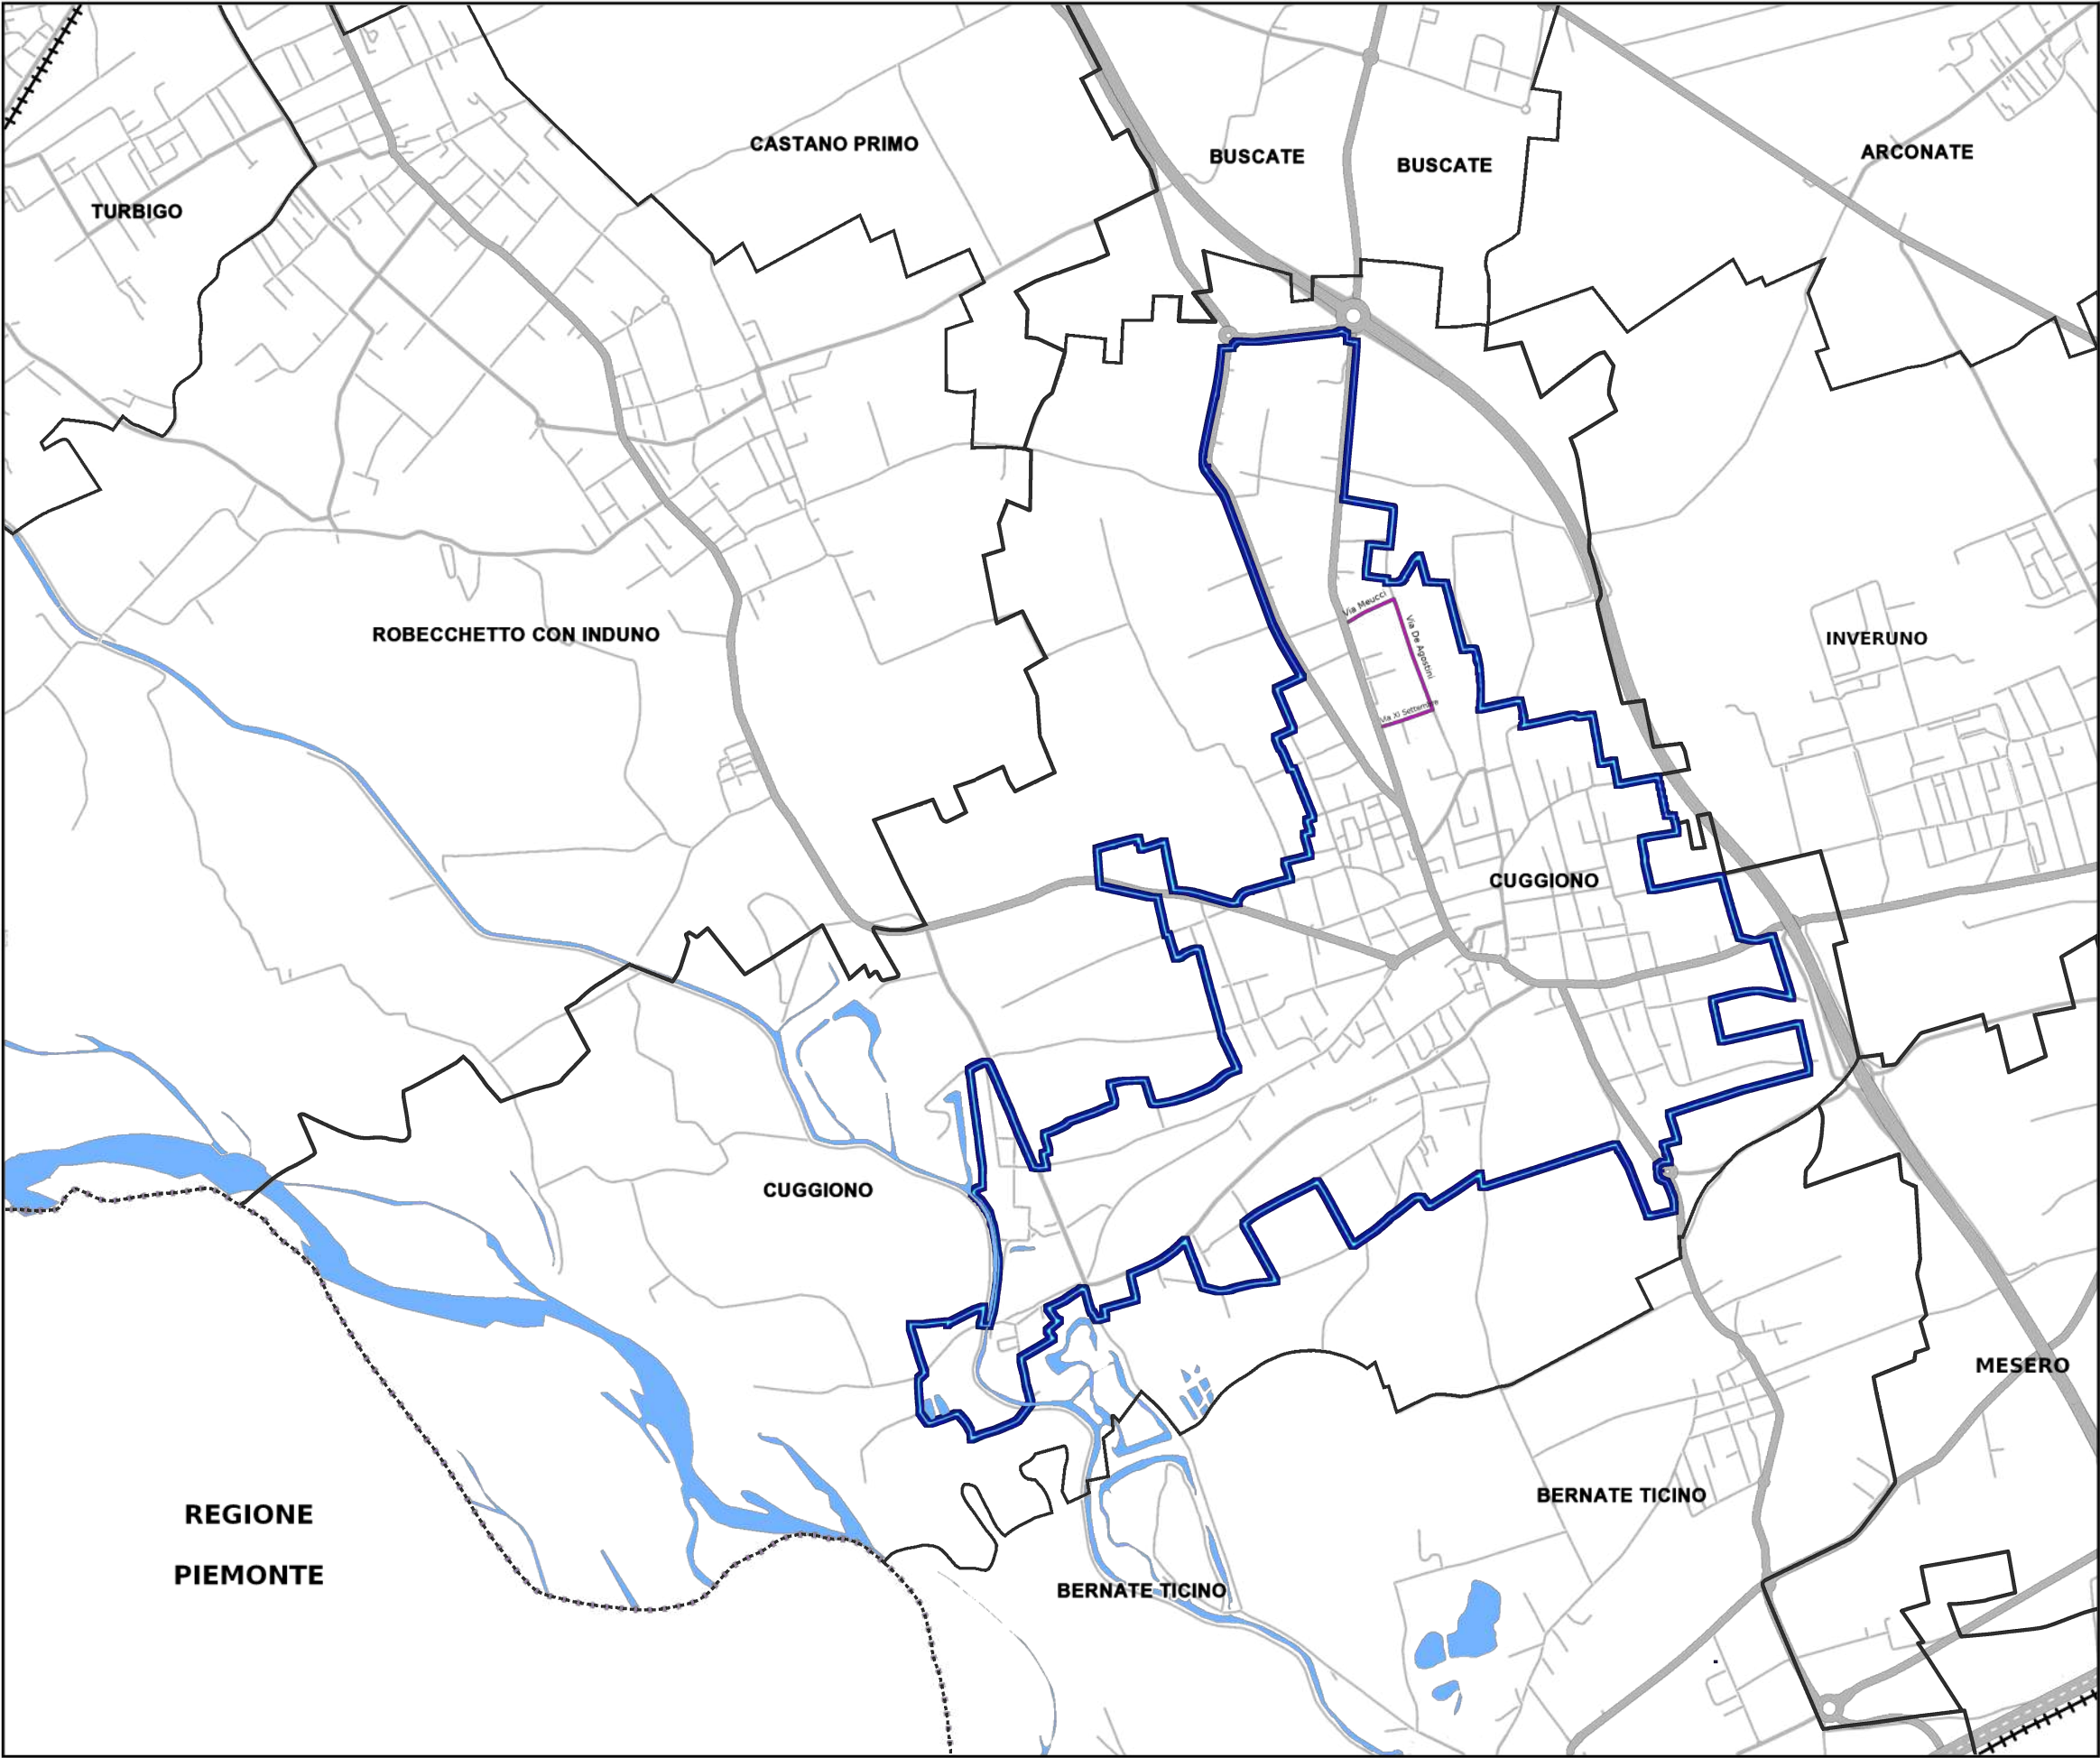 CASTANO PRIMO
BUSCATE
BUSCATE
ARCONATE
TURBIGO
Via Meucci
Via De Agostini
Via XI Settembre
ROBECCHETTO CON INDUNO
INVERUNO
CUGGIONO
CUGGIONO
MESERO
BERNATE TICINO
REGIONE
PIEMONTE
BERNATE TICINO